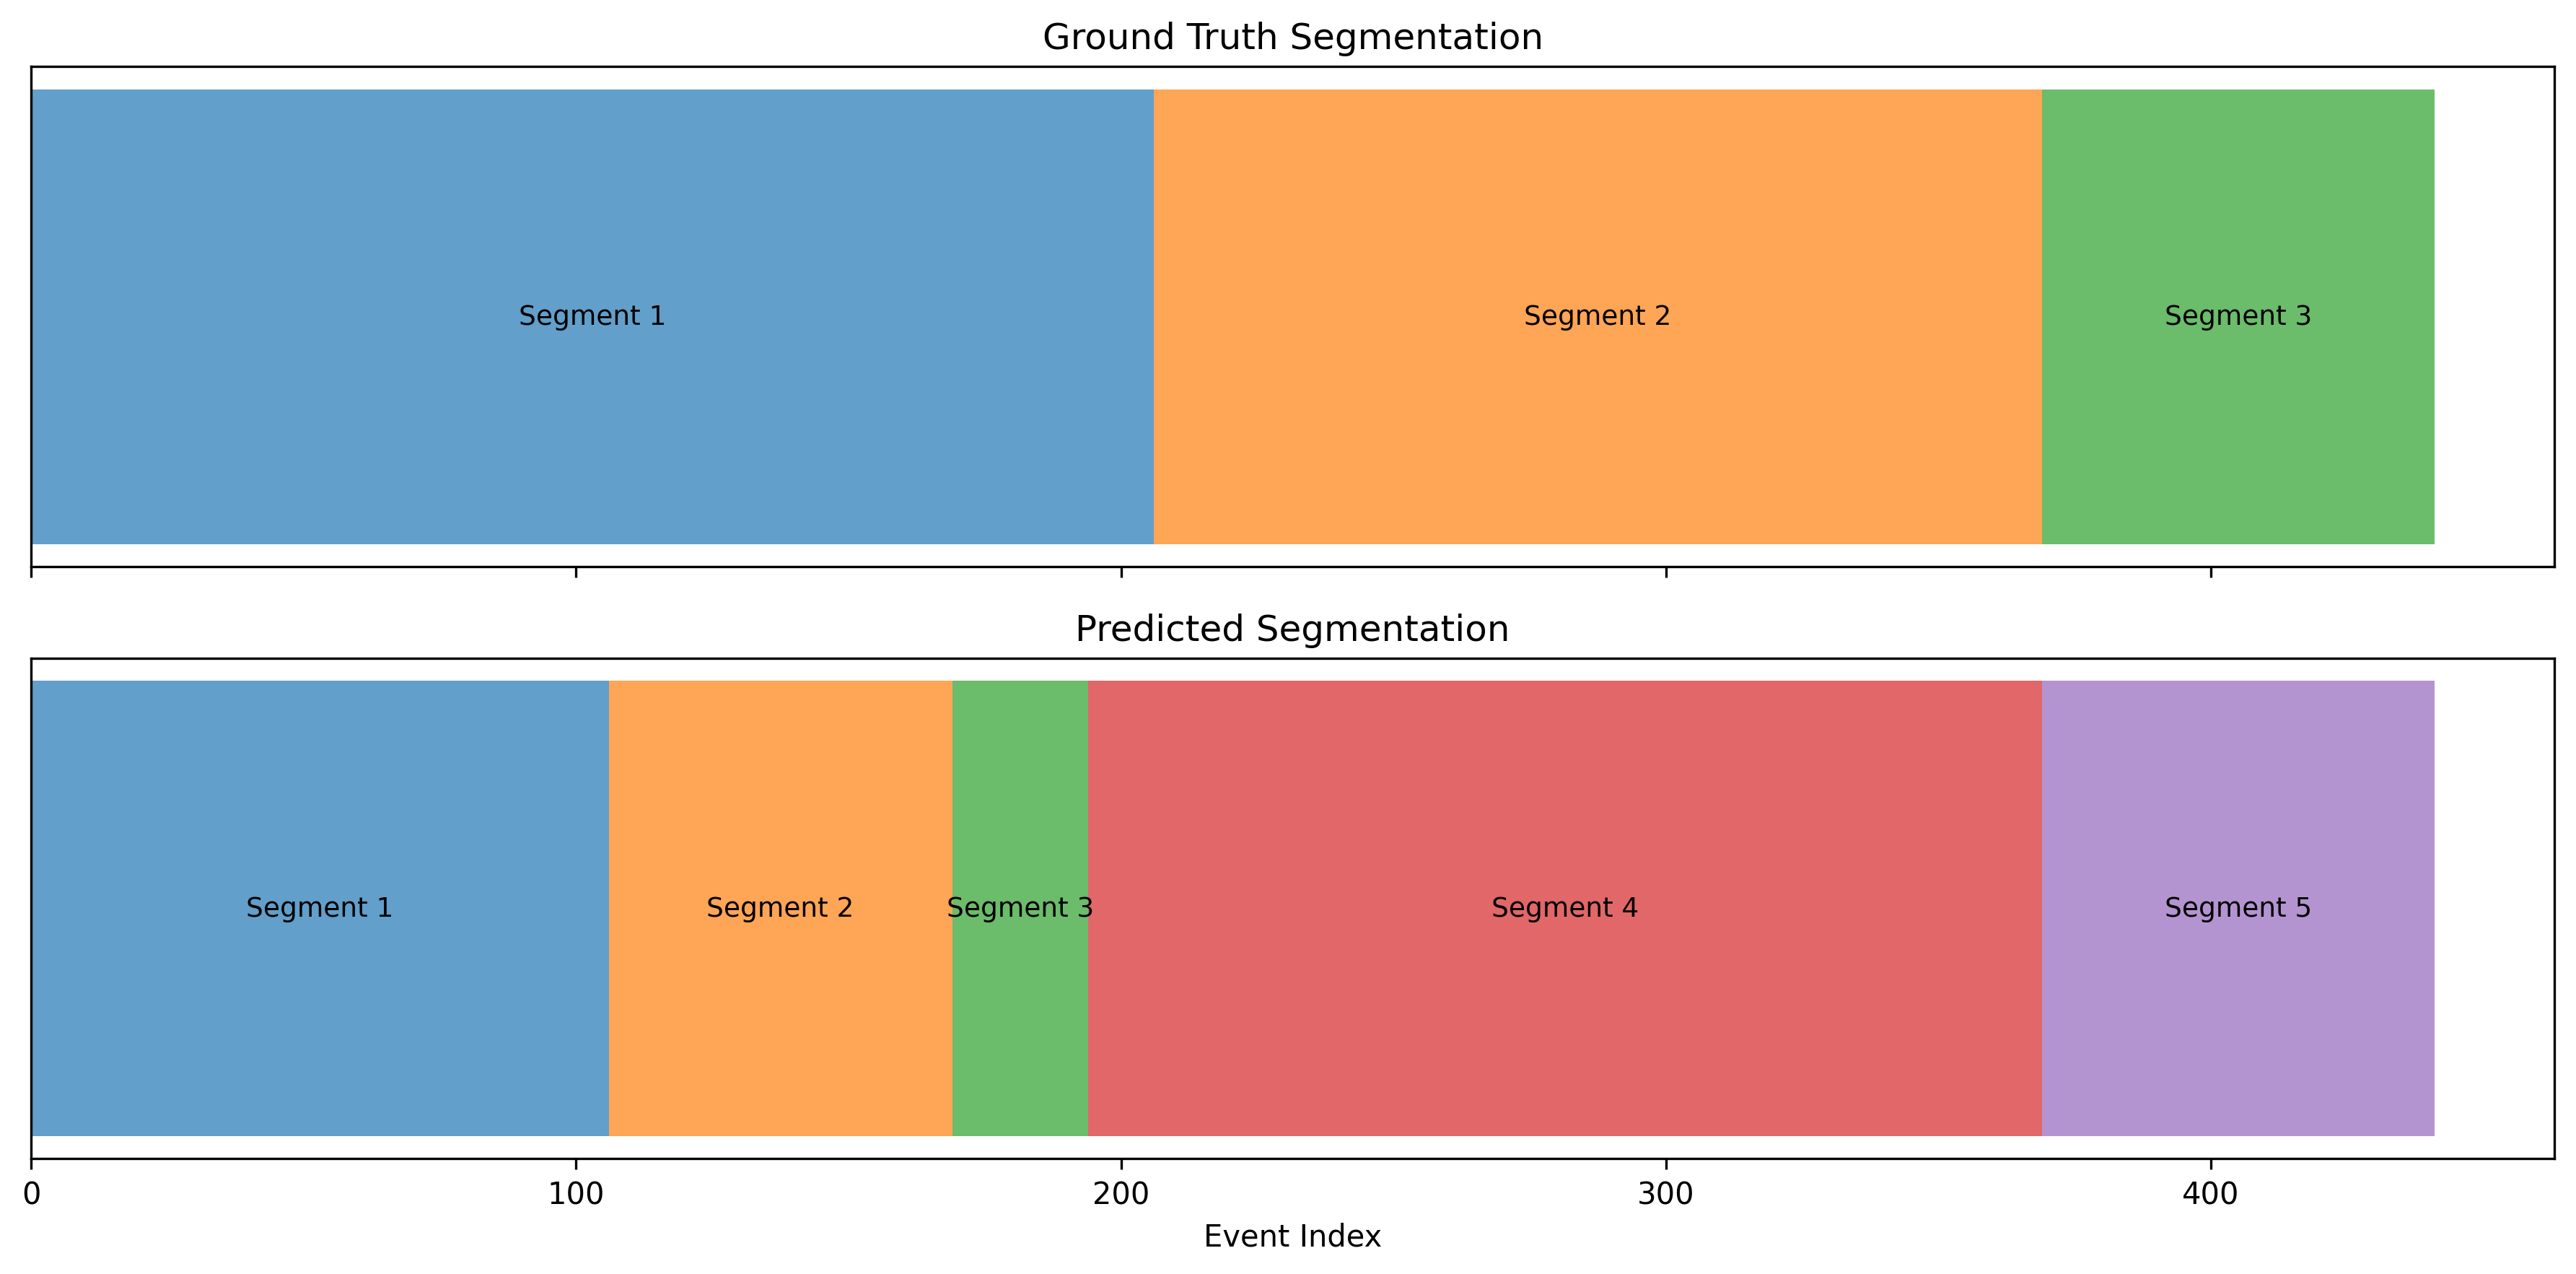 Ground Truth Segmentation
Segment 1 Segment 2 Segment 3
Predicted Segmentation
Segment 1 Segment 2 Segment 3 Segment 4 Segment 5
0 100 200 300 400
Event Index